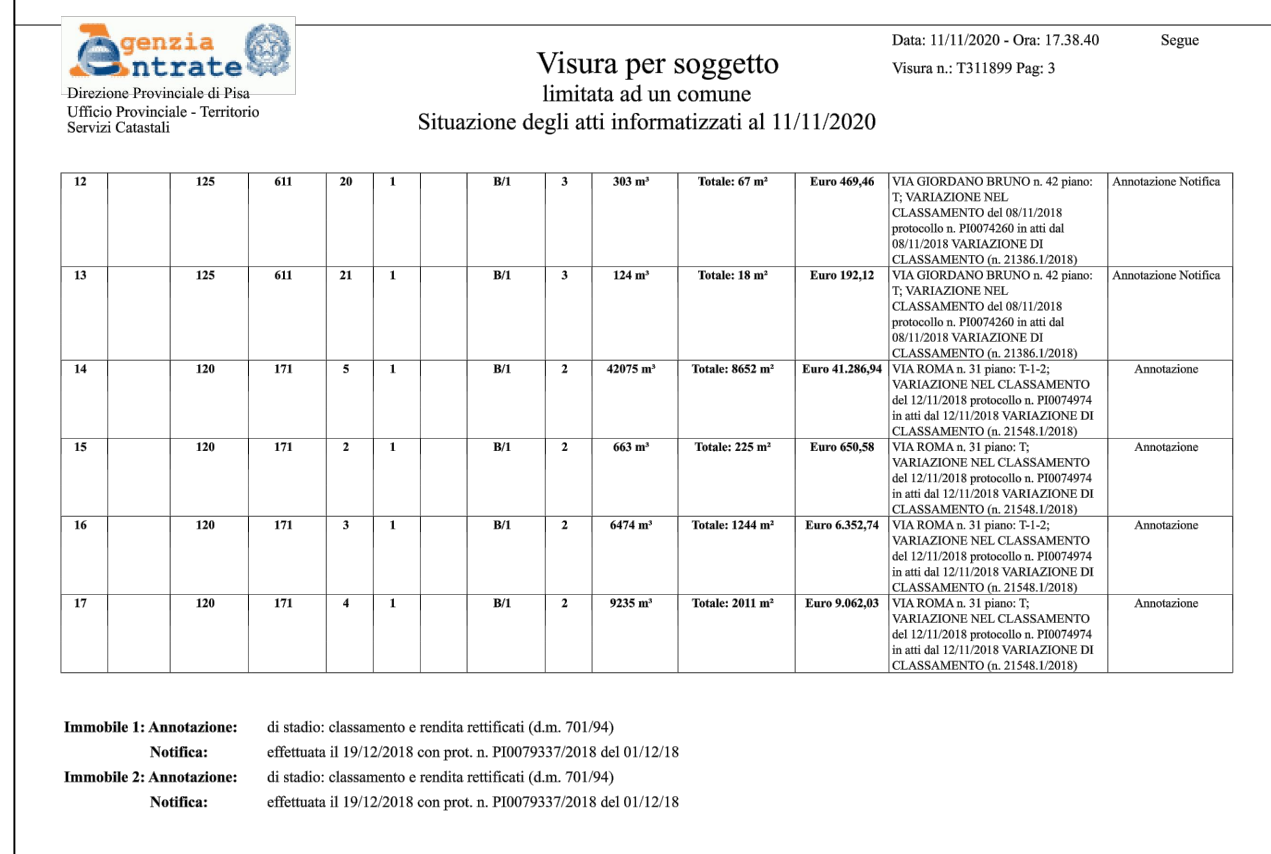 Agenzia
Entrate
Direzione Provinciale di Pisa
Ufficio Provinciale - Territorio
Servizi Catastali
Visura per soggetto
limitata ad un comune
Situazione degli atti informatizzati al 11/11/2020
Data: 11/11/2020 - Ora: 17.38.40 Segue
Visura n.: T311899 Pag: 3
12 125 611 20 1 B/1 3 303 m³ Totale: 67 m² Euro 469,46 VIA GIORDANO BRUNO n. 42 piano: Annotazione Notifica
T; VARIAZIONE NEL
CLASSAMENTO del 08/11/2018
protocollo n. PI0074260 in atti dal
08/11/2018 VARIAZIONE DI
CLASSAMENTO (n. 21386.1/2018)
13 125 611 21 1 B/1 3 124 m³ Totale: 18 m² Euro 192,12 VIA GIORDANO BRUNO n. 42 piano: Annotazione Notifica
T; VARIAZIONE NEL
CLASSAMENTO del 08/11/2018
protocollo n. PI0074260 in atti dal
08/11/2018 VARIAZIONE DI
CLASSAMENTO (n. 21386.1/2018)
14 120 171 5 1 B/1 2 42075 m³ Totale: 8652 m² Euro 41.286,94 VIA ROMA n. 31 piano: T-1-2; Annotazione
VARIAZIONE NEL CLASSAMENTO
del 12/11/2018 protocollo n. PI0074974
in atti dal 12/11/2018 VARIAZIONE DI
CLASSAMENTO (n. 21548.1/2018)
15 120 171 2 1 B/1 2 663 m³ Totale: 225 m² Euro 650,58 VIA ROMA n. 31 piano: T; Annotazione
VARIAZIONE NEL CLASSAMENTO
del 12/11/2018 protocollo n. PI0074974
in atti dal 12/11/2018 VARIAZIONE DI
CLASSAMENTO (n. 21548.1/2018)
16 120 171 3 1 B/1 2 6474 m³ Totale: 1244 m² Euro 6.352,74 VIA ROMA n. 31 piano: T-1-2; Annotazione
VARIAZIONE NEL CLASSAMENTO
del 12/11/2018 protocollo n. PI0074974
in atti dal 12/11/2018 VARIAZIONE DI
CLASSAMENTO (n. 21548.1/2018)
17 120 171 4 1 B/1 2 9235 m³ Totale: 2011 m² Euro 9.062,03 VIA ROMA n. 31 piano: T; Annotazione
VARIAZIONE NEL CLASSAMENTO
del 12/11/2018 protocollo n. PI0074974
in atti dal 12/11/2018 VARIAZIONE DI
CLASSAMENTO (n. 21548.1/2018)
Immobile 1: Annotazione: di stadio: classamento e rendita rettificati (d.m. 701/94)
Notifica: effettuata il 19/12/2018 con prot. n. PI0079337/2018 del 01/12/18
Immobile 2: Annotazione: di stadio: classamento e rendita rettificati (d.m. 701/94)
Notifica: effettuata il 19/12/2018 con prot. n. PI0079337/2018 del 01/12/18